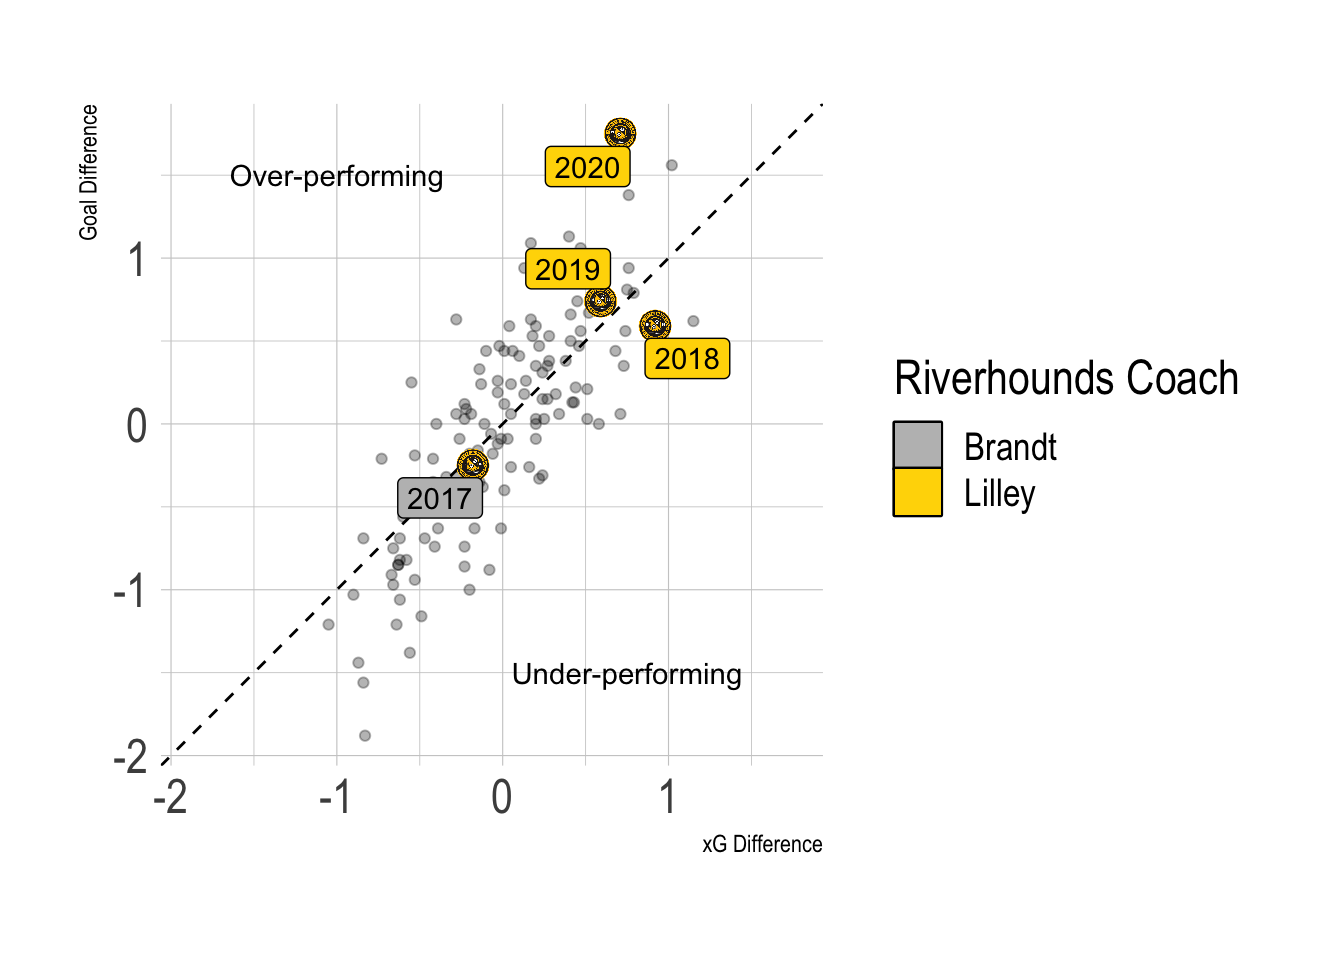 Goal Difference
Over-performing
2020
2019
2018
2017
Under-performing
1
0
-1
-2
-2
-1
0
1
xG Difference
Riverhounds Coach
Brandt
Lilley